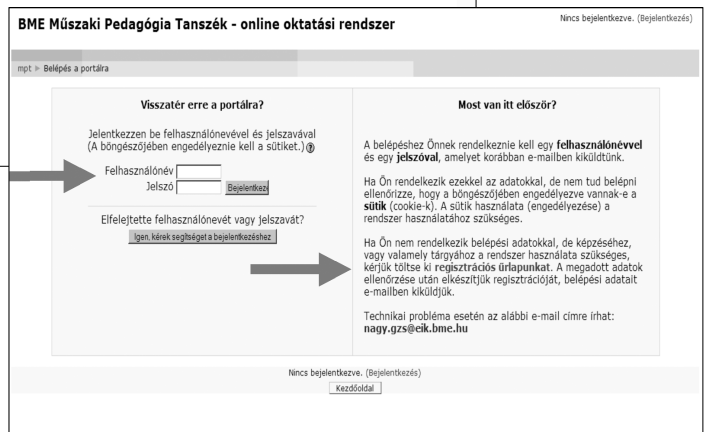 BME Műszaki Pedagógia Tanszék - online oktatási rendszer
Nincs bejelentkezve. (Bejelentkezés)
mpt ► Belépés a portálra
Visszatér erre a portálra?
Jelentkezzen be felhasználónevével és jelszavával
(A böngészőjében engedélyeznie kell a sütiket.) ?
Felhasználónév
Jelszó Bejelentkezé
Elfelejtette felhasználónevét vagy jelszavát?
Igen, kérek segítséget a bejelentkezéshez
Most van itt először?
A belépéshez Önnek rendelkeznie kell egy felhasználónévvel
és egy jelszóval, amelyet korábban e-mailben kiküldtünk.
Ha Ön rendelkezik ezekkel az adatokkal, de nem tud belépni
ellenőrizze, hogy a böngészőjében engedélyezve vannak-e a
sütik (cookie-k). A sütik használata (engedélyezése) a
rendszer használatához szükséges.
Ha Ön nem rendelkezik belépési adatokkal, de képzéséhez,
vagy valamely tárgyához a rendszer használata szükséges,
kérjük töltse ki regisztrációs űrlapunkat. A megadott adatok
ellenőrzése után elkészítjük regisztrációját, belépési adatait
e-mailben kiküldjük.
Technikai probléma esetén az alábbi e-mail címre írhat:
nagy.gzs@eik.bme.hu
Nincs bejelentkezve. (Bejelentkezés)
Kezdőoldal